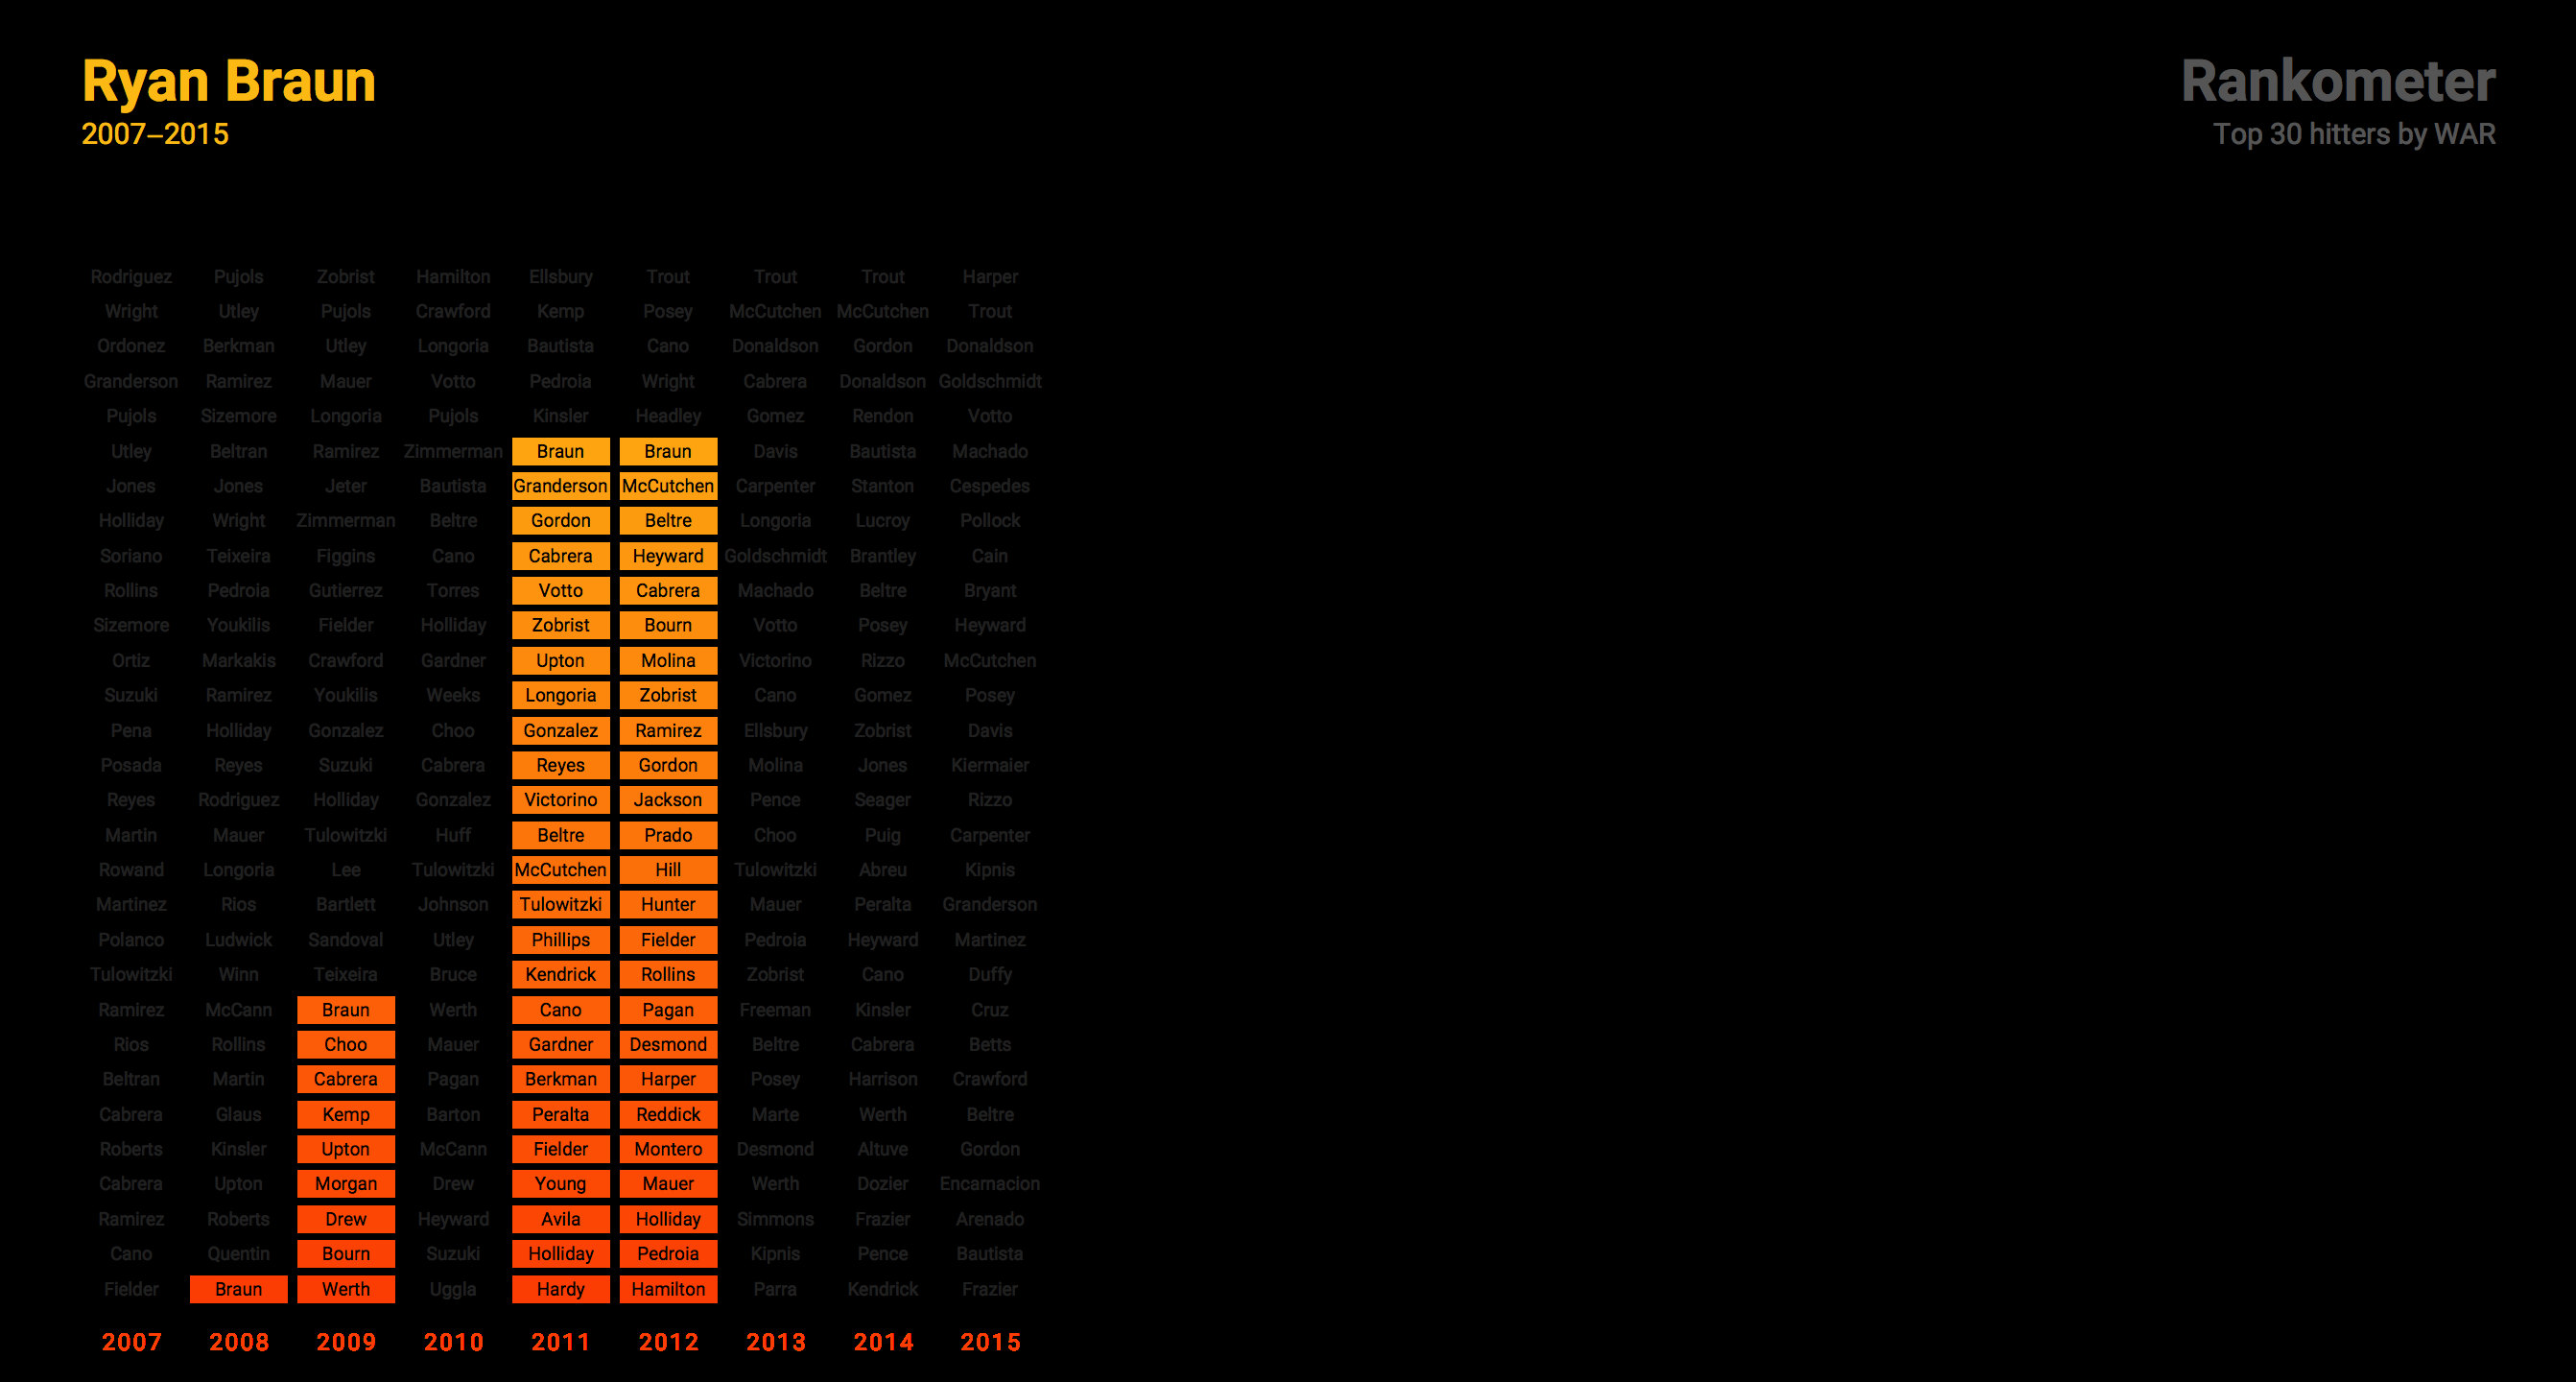 Ryan Braun
2007–2015
Rankometer
Top 30 hitters by WAR
Rodriguez Pujols Zobrist Hamilton Ellsbury Trout Trout Trout Harper
Wright Utley Pujols Crawford Kemp Posey McCutchen McCutchen Trout
Ordonez Berkman Utley Longoria Bautista Cano Donaldson Gordon Donaldson
Granderson Ramirez Mauer Votto Pedroia Wright Cabrera Donaldson Goldschmidt
Pujols Sizemore Longoria Pujols Kinsler Headley Gomez Rendon Votto
Utley Beltran Ramirez Zimmerman Braun Braun Davis Bautista Machado
Jones Jones Jeter Bautista Granderson McCutchen Carpenter Stanton Cespedes
Holliday Wright Zimmerman Beltre Gordon Beltre Longoria Lucroy Pollock
Soriano Teixeira Figgins Cano Cabrera Heyward Goldschmidt Brantley Cain
Rollins Pedroia Gutierrez Torres Votto Cabrera Machado Beltre Bryant
Sizemore Youkilis Fielder Holliday Zobrist Bourn Votto Posey Heyward
Ortiz Markakis Crawford Gardner Upton Molina Victorino Rizzo McCutchen
Suzuki Ramirez Youkilis Weeks Longoria Zobrist Cano Gomez Posey
Pena Holliday Gonzalez Choo Gonzalez Ramirez Ellsbury Zobrist Davis
Posada Reyes Suzuki Cabrera Reyes Gordon Molina Jones Kiermaier
Reyes Rodriguez Holliday Gonzalez Victorino Jackson Pence Seager Rizzo
Martin Mauer Tulowitzki Huff Beltre Prado Choo Puig Carpenter
Rowand Longoria Lee Tulowitzki McCutchen Hill Tulowitzki Abreu Kipnis
Martinez Rios Bartlett Johnson Tulowitzki Hunter Mauer Peralta Granderson
Polanco Ludwick Sandoval Utley Phillips Fielder Pedroia Heyward Martinez
Tulowitzki Winn Teixeira Bruce Kendrick Rollins Zobrist Cano Duffy
Ramirez McCann Braun Werth Cano Pagan Freeman Kinsler Cruz
Rios Rollins Choo Mauer Gardner Desmond Beltre Cabrera Betts
Beltran Martin Cabrera Pagan Berkman Harper Posey Harrison Crawford
Cabrera Glaus Kemp Barton Peralta Reddick Marte Werth Beltre
Roberts Kinsler Upton McCann Fielder Montero Desmond Altuve Gordon
Cabrera Upton Morgan Drew Young Mauer Werth Dozier Encarnacion
Ramirez Roberts Drew Heyward Avila Holliday Simmons Frazier Arenado
Cano Quentin Bourn Suzuki Holliday Pedroia Kipnis Pence Bautista
Fielder Braun Werth Uggla Hardy Hamilton Parra Kendrick Frazier
2007 2008 2009 2010 2011 2012 2013 2014 2015